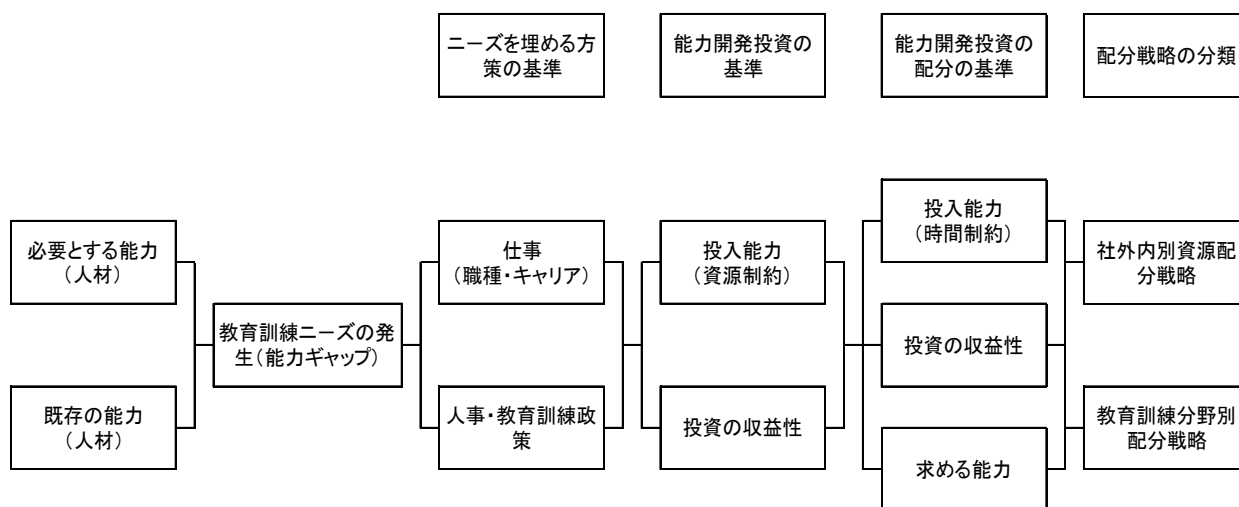 ニーズを埋める方
策の基準
能力開発投資の
基準
能力開発投資の
配分の基準
配分戦略の分類
必要とする能力
（人材）
既存の能力
（人材）
教育訓練ニーズの発
生（能力ギャップ）
仕事
（職種・キャリア）
人事・教育訓練政
策
投入能力
（資源制約）
投資の収益性
投入能力
（時間制約）
投資の収益性
求める能力
社外内別資源配
分戦略
教育訓練分野別
配分戦略